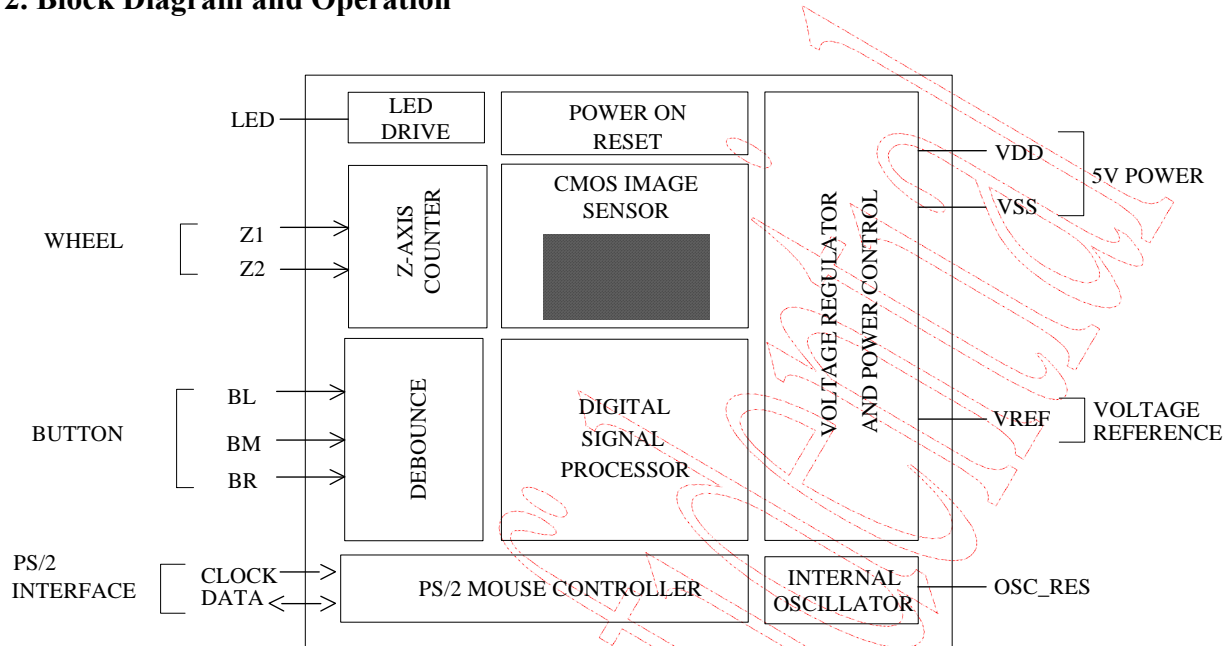 2. Block Diagram and Operation
LED
LED
DRIVE
POWER ON
RESET
VDD
VSS
5V POWER
WHEEL
Z1
Z2
Z-AXIS
COUNTER
CMOS IMAGE
SENSOR
VOLTAGE REGULATOR
AND POWER CONTROL
BUTTON
BL
BM
BR
DEBOUNCE
DIGITAL
SIGNAL
PROCESSOR
VREF
VOLTAGE
REFERENCE
PS/2
INTERFACE
CLOCK
DATA
PS/2 MOUSE CONTROLLER
INTERNAL
OSCILLATOR
OSC_RES